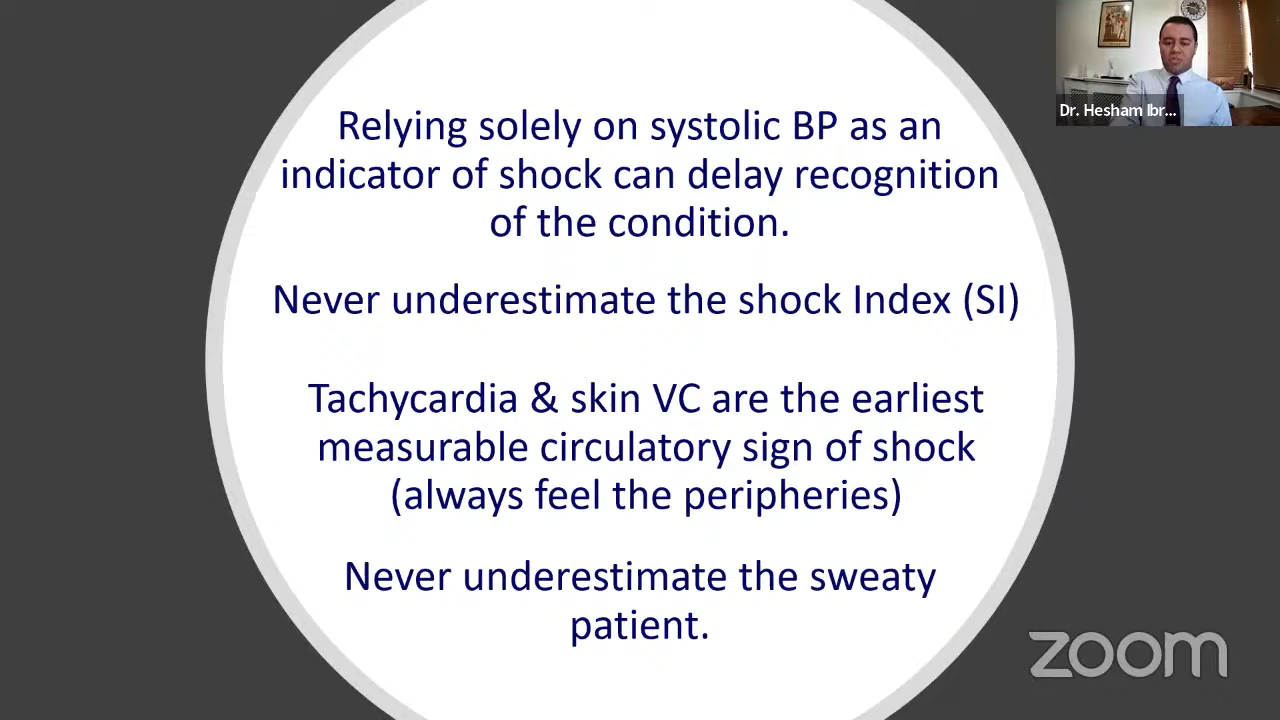 Dr. Hesham Ibr...
Relying solely on systolic BP as an
indicator of shock can delay recognition
of the condition.
Never underestimate the shock Index (SI)
Tachycardia & skin VC are the earliest
measurable circulatory sign of shock
(always feel the peripheries)
Never underestimate the sweaty
patient.
zoom